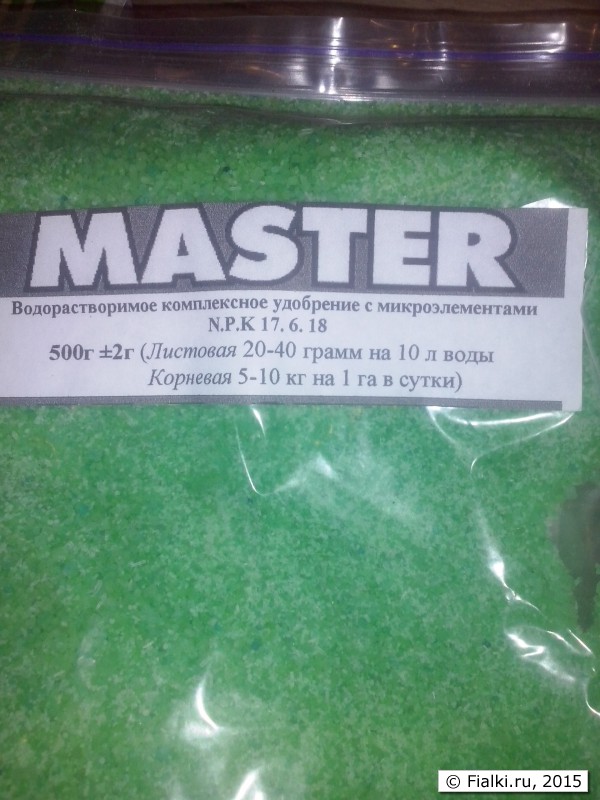 MASTER
Водорастворимое комплексное удобрение с микроэлементами
N.P.K 17. 6. 18
500г ±2г (Листовая 20-40 грамм на 10 л воды
Корневая 5-10 кг на 1 га в сутки)
© Fialki.ru, 2015